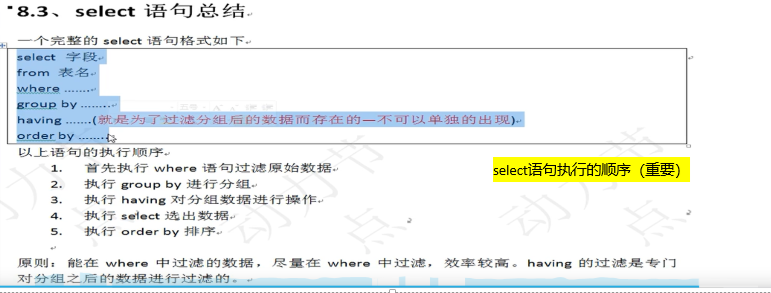 8.3、select 语句总结
一个完整的 select 语句格式如下
select 字段
from 表名
where .......
group by ........
having .......(就是为了过滤分组后的数据而存在的—不可以单独的出现)
order by ........
以上语句的执行顺序
select语句执行的顺序（重要）
1. 首先执行 where 语句过滤原始数据
2. 执行 group by 进行分组
3. 执行 having 对分组数据进行操作
4. 执行 select 选出数据
5. 执行 order by 排序
原则：能在 where 中过滤的数据，尽量在 where 中过滤，效率较高。having 的过滤是专门
对分组之后的数据进行过滤的。
动力节
点
动力节
点